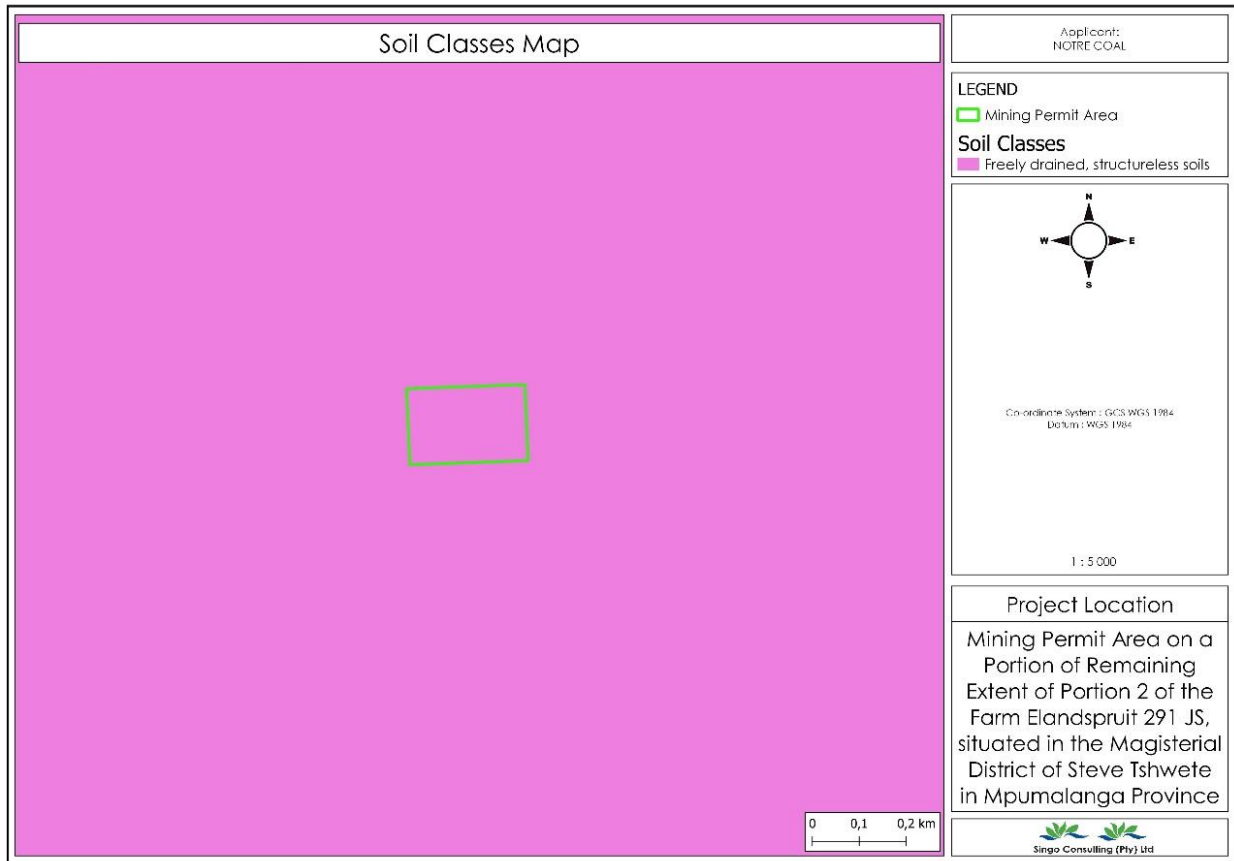 Soil Classes Map
Applicant:
NOTRE COAL
LEGEND
Mining Permit Area
Soil Classes
Freely drained, structureless soils
N
W E
S
Co-ordinate System : GCS WGS 1984
Datum : WGS 1984
1 : 5 000
Project Location
Mining Permit Area on a
Portion of Remaining
Extent of Portion 2 of the
Farm Elandspruit 291 JS,
situated in the Magisterial
District of Steve Tshwete
in Mpumalanga Province
0 0,1 0,2 km
Singo Consulting (Pty) Ltd